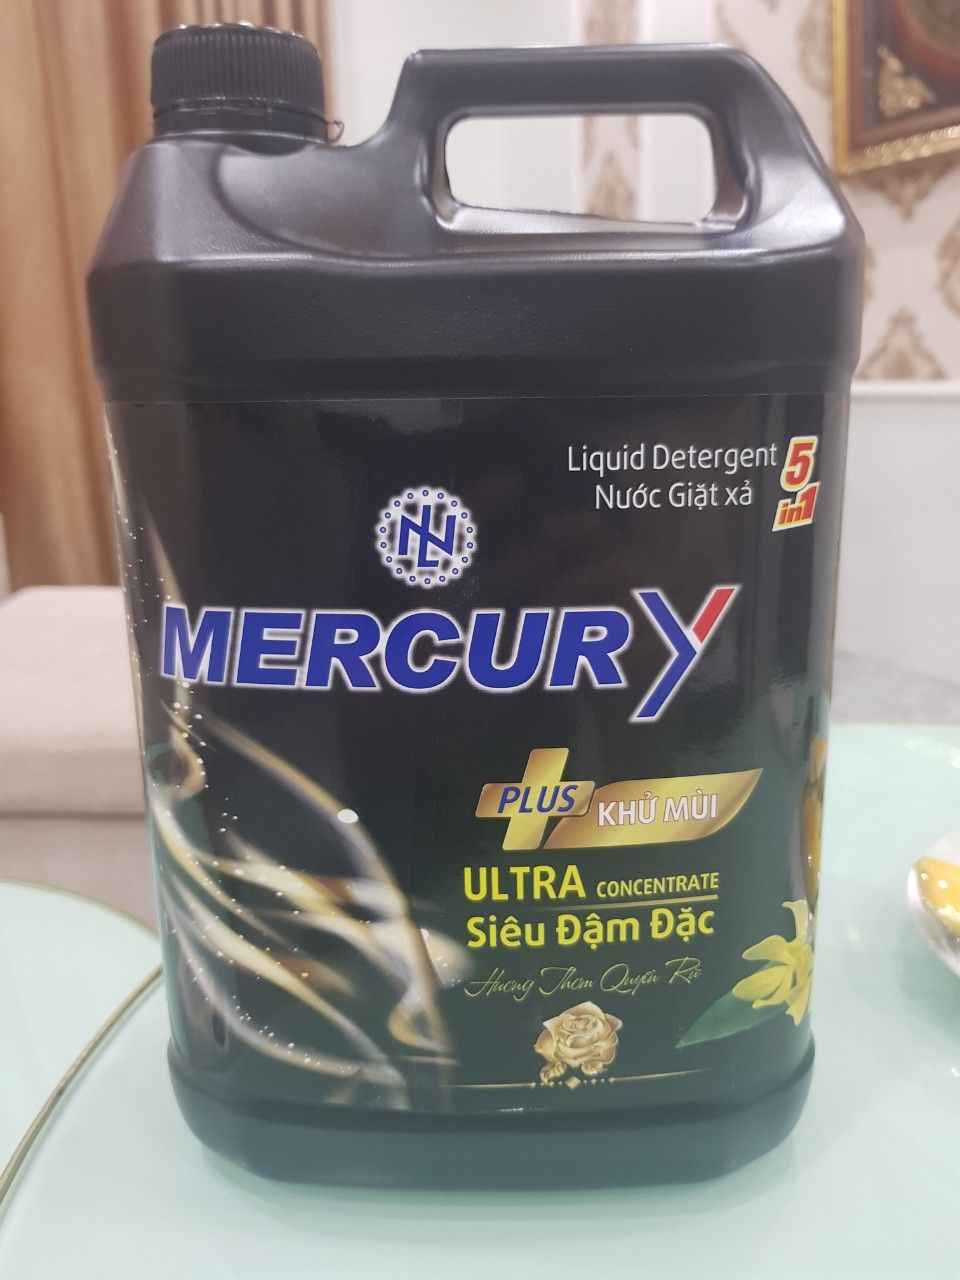 Liquid Detergent 5
Nước Giặt xả in1
NLU
MERCURY
PLUS KHỬ MÙI
ULTRA CONCENTRATE
Siêu Đậm Đặc
Hương Thơm Quyến Rũ